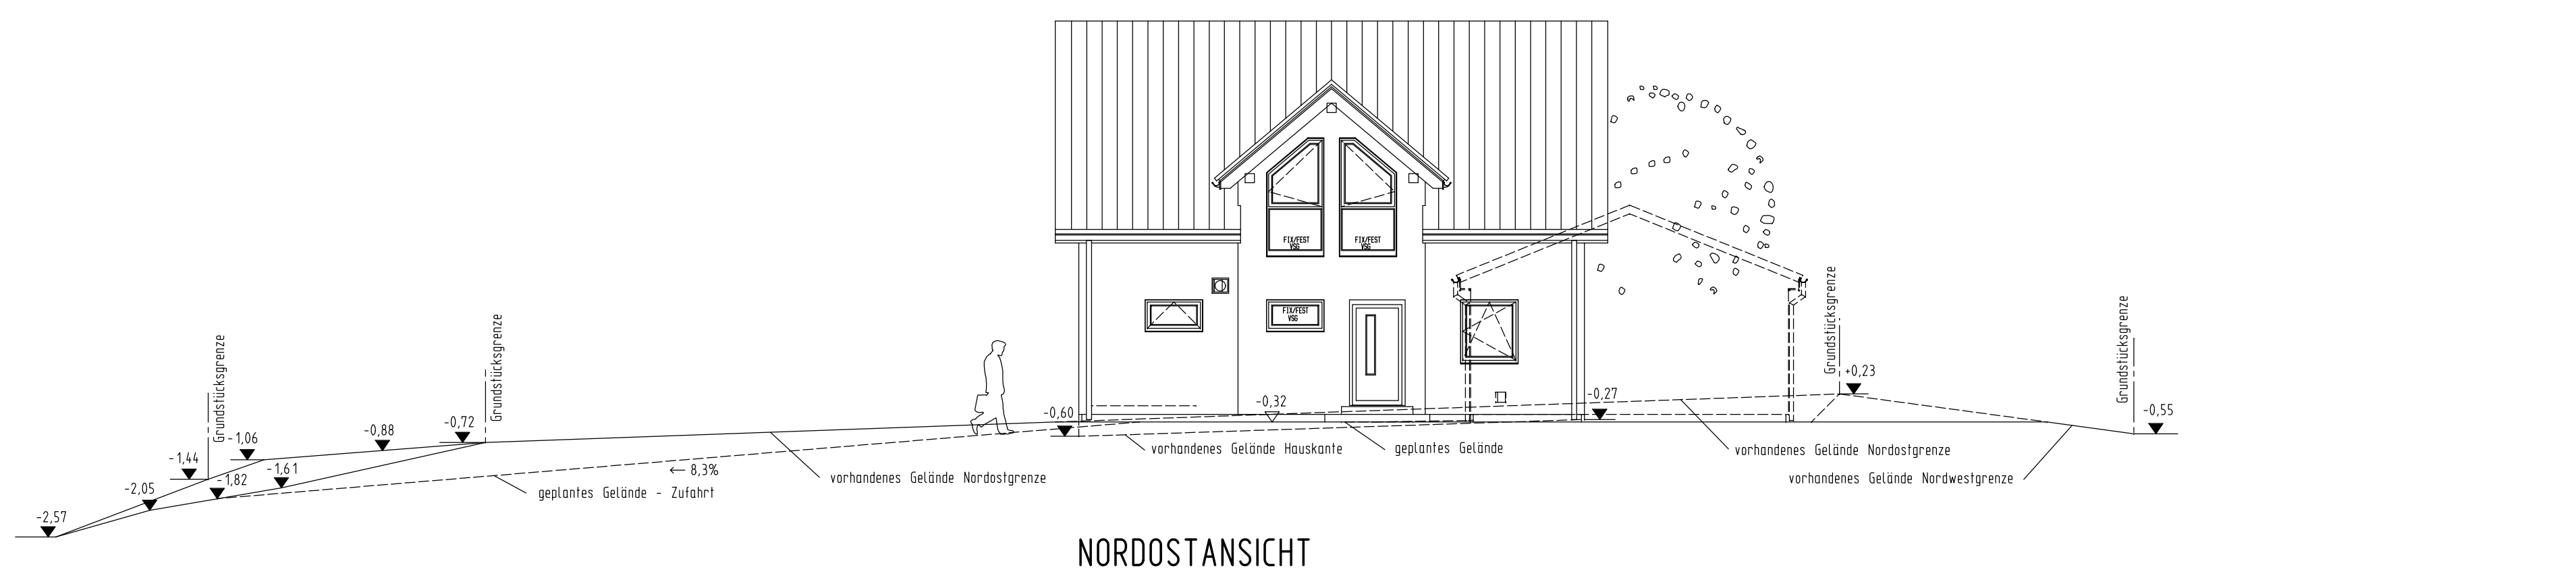 FIX/FEST
VSG
FIX/FEST
VSG
FIX/FEST
VSG
Grundstücksgrenze
Grundstücksgrenze
Grundstücksgrenze
Grundstücksgrenze
+0,23
-0,27
-0,32
-0,55
-0,60
-0,72
-0,88
-1,06
-1,44
-1,61
-1,82
-2,05
-2,57
← 8,3%
vorhandenes Gelände Hauskante
geplantes Gelände
vorhandenes Gelände Nordostgrenze
vorhandenes Gelände Nordostgrenze
vorhandenes Gelände Nordwestgrenze
geplantes Gelände - Zufahrt
NORDOSTANSICHT